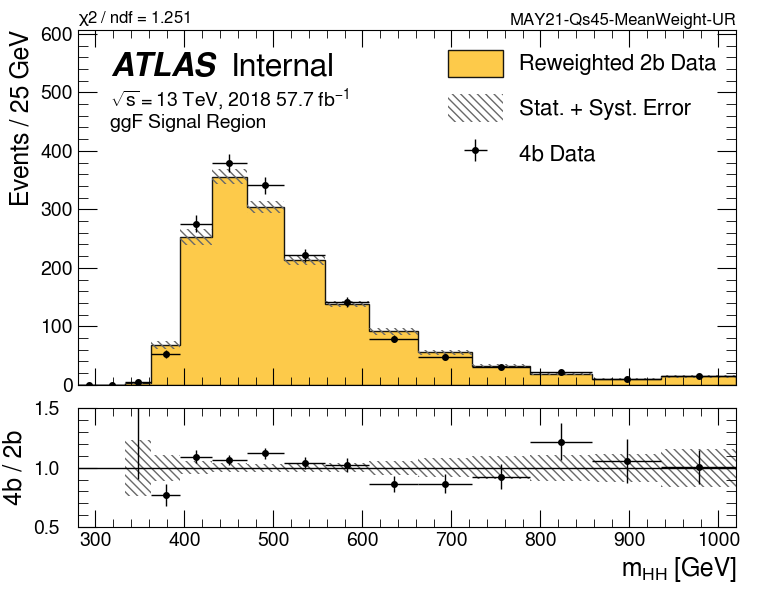 χ2 / ndf = 1.251
MAY21-Qs45-MeanWeight-UR
Events / 25 GeV
600
500
400
300
200
100
0
ATLAS Internal
√s = 13 TeV, 2018 57.7 fb⁻¹
ggF Signal Region
Reweighted 2b Data
Stat. + Syst. Error
4b Data
4b / 2b
1.5
1.0
0.5
300 400 500 600 700 800 900 1000
m_HH [GeV]